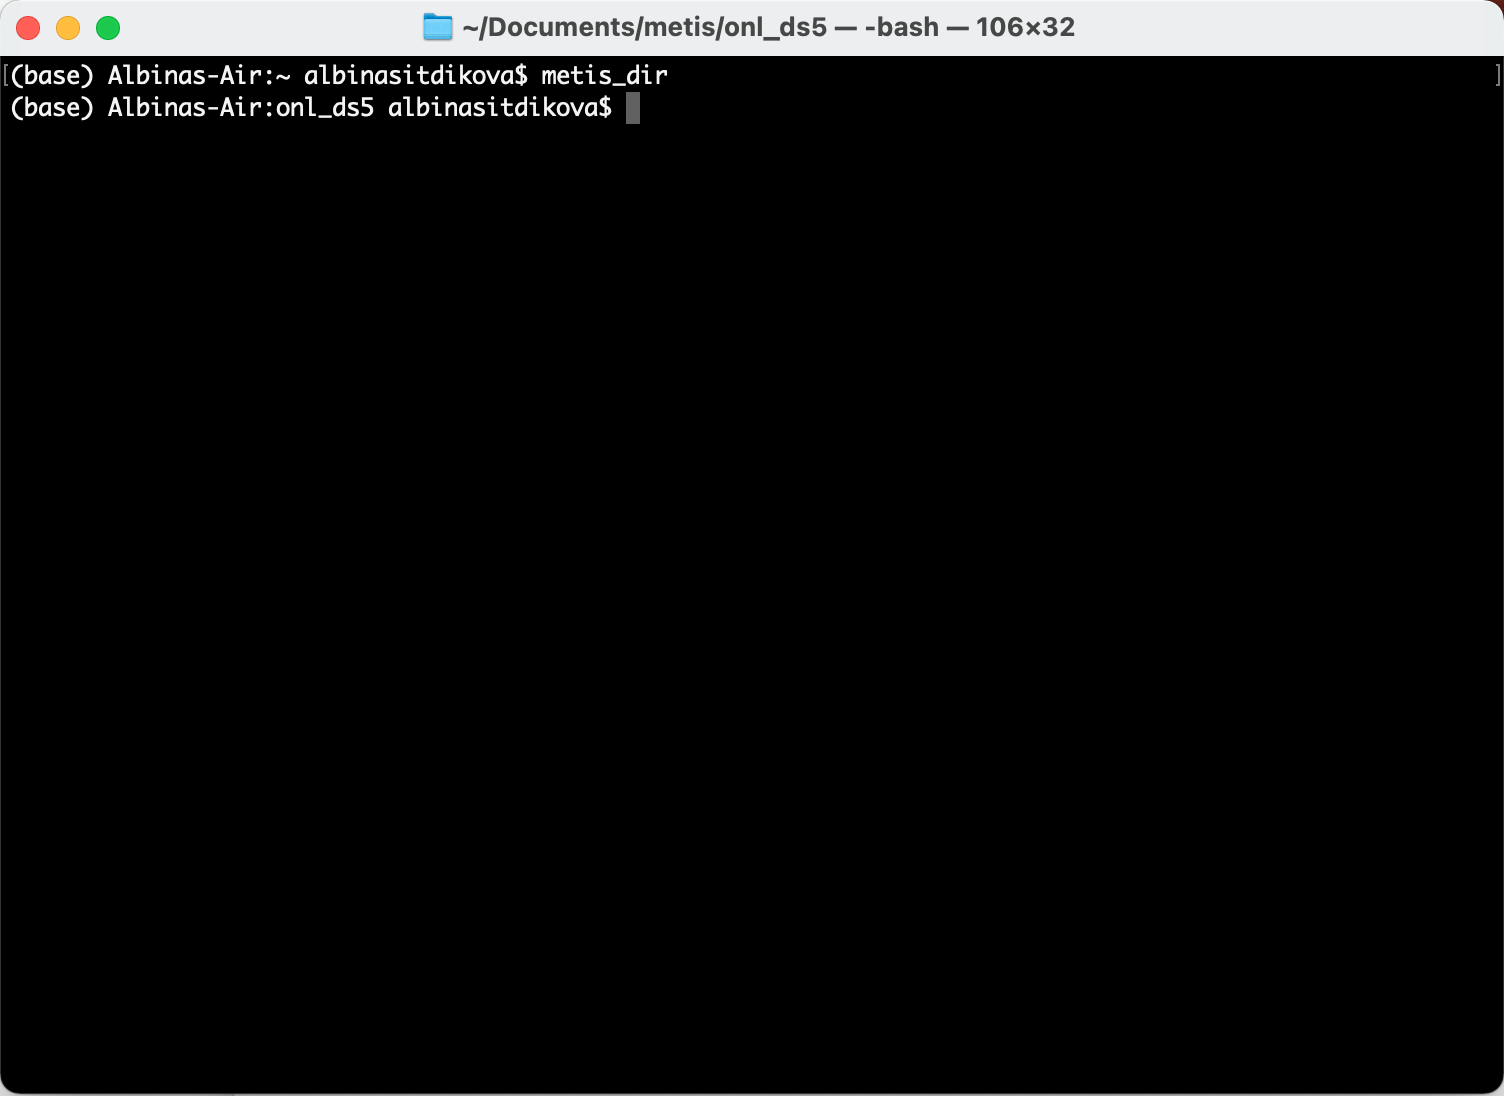 ~/Documents/metis/onl_ds5 — -bash — 106×32
[(base) Albinas-Air:~ albinasitdikova$ metis_dir ]
(base) Albinas-Air:onl_ds5 albinasitdikova$